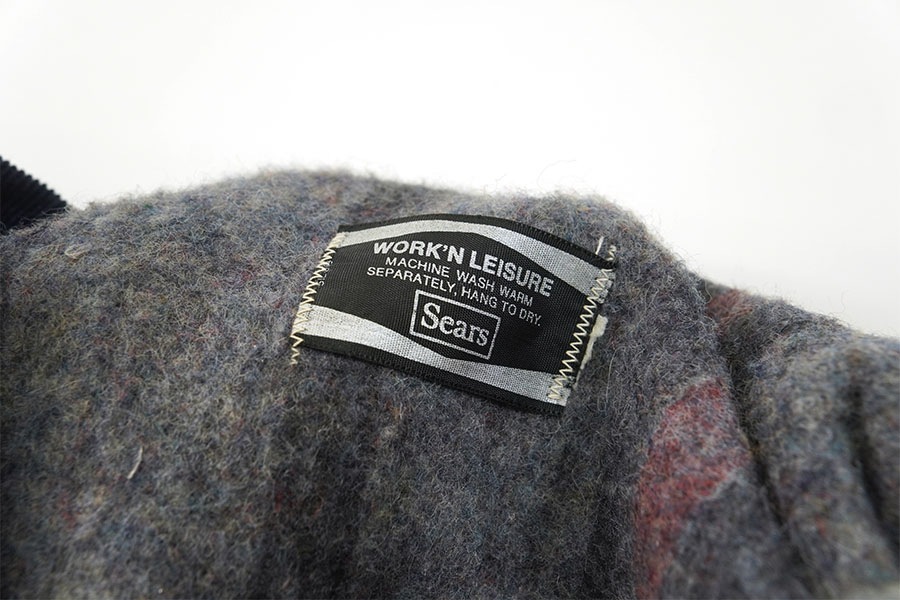 WORK'N LEISURE
MACHINE WASH WARM
SEPARATELY, HANG TO DRY.
Sears